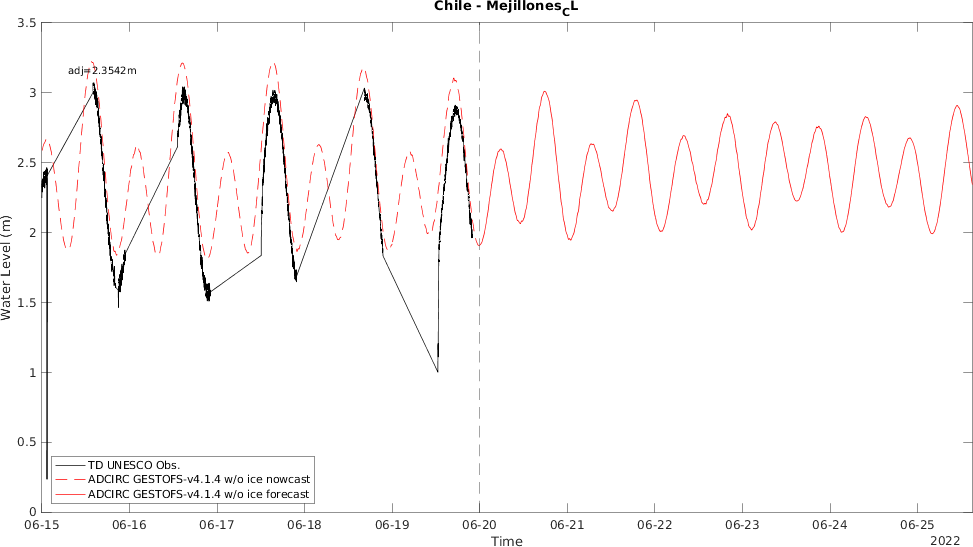 Chile - Mejillones_CL
adj=2.3542m
Water Level (m)
3.5
3
2.5
2
1.5
1
0.5
0
TD UNESCO Obs.
ADCIRC GESTOFS-v4.1.4 w/o ice nowcast
ADCIRC GESTOFS-v4.1.4 w/o ice forecast
06-15 06-16 06-17 06-18 06-19 06-20 06-21 06-22 06-23 06-24 06-25
Time
2022